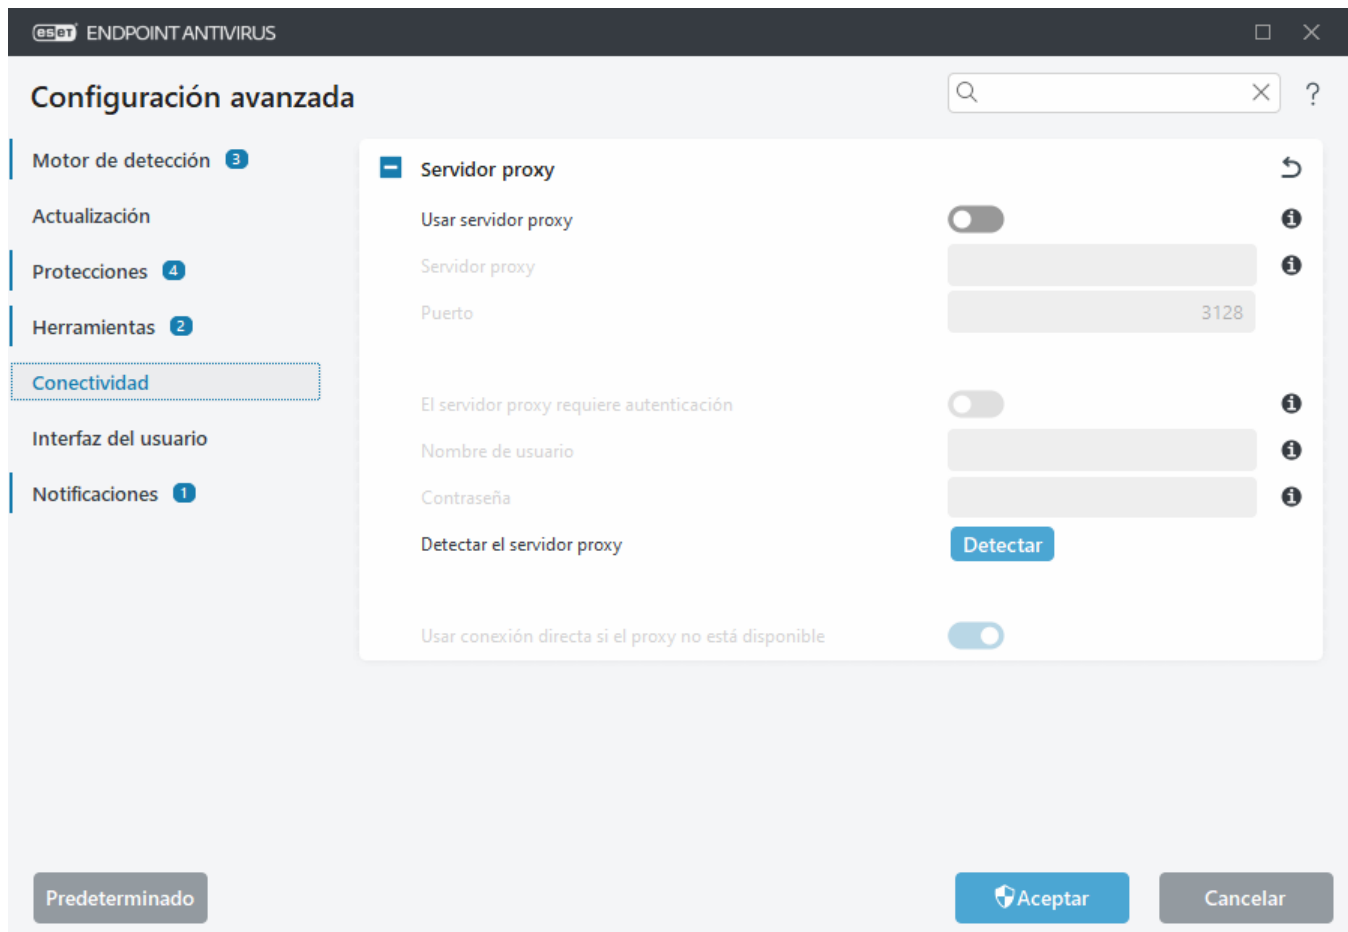 eset ENDPOINT ANTIVIRUS
Configuración avanzada
?
Motor de detección 3
Actualización
Protecciones 4
Herramientas 2
Conectividad
Interfaz del usuario
Notificaciones 1
Servidor proxy
Usar servidor proxy
Servidor proxy
Puerto 3128
El servidor proxy requiere autenticación
Nombre de usuario
Contraseña
Detectar el servidor proxy Detectar
Usar conexión directa si el proxy no está disponible
Predeterminado Aceptar Cancelar